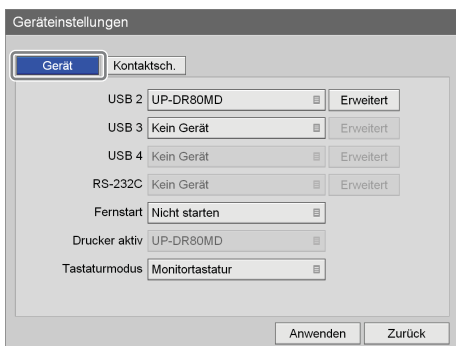 Geräteinstellungen
Gerät Kontaktsch.
USB 2 UP-DR80MD Erweitert
USB 3 Kein Gerät Erweitert
USB 4 Kein Gerät Erweitert
RS-232C Kein Gerät Erweitert
Fernstart Nicht starten
Drucker aktiv UP-DR80MD
Tastaturmodus Monitortastatur
Anwenden Zurück